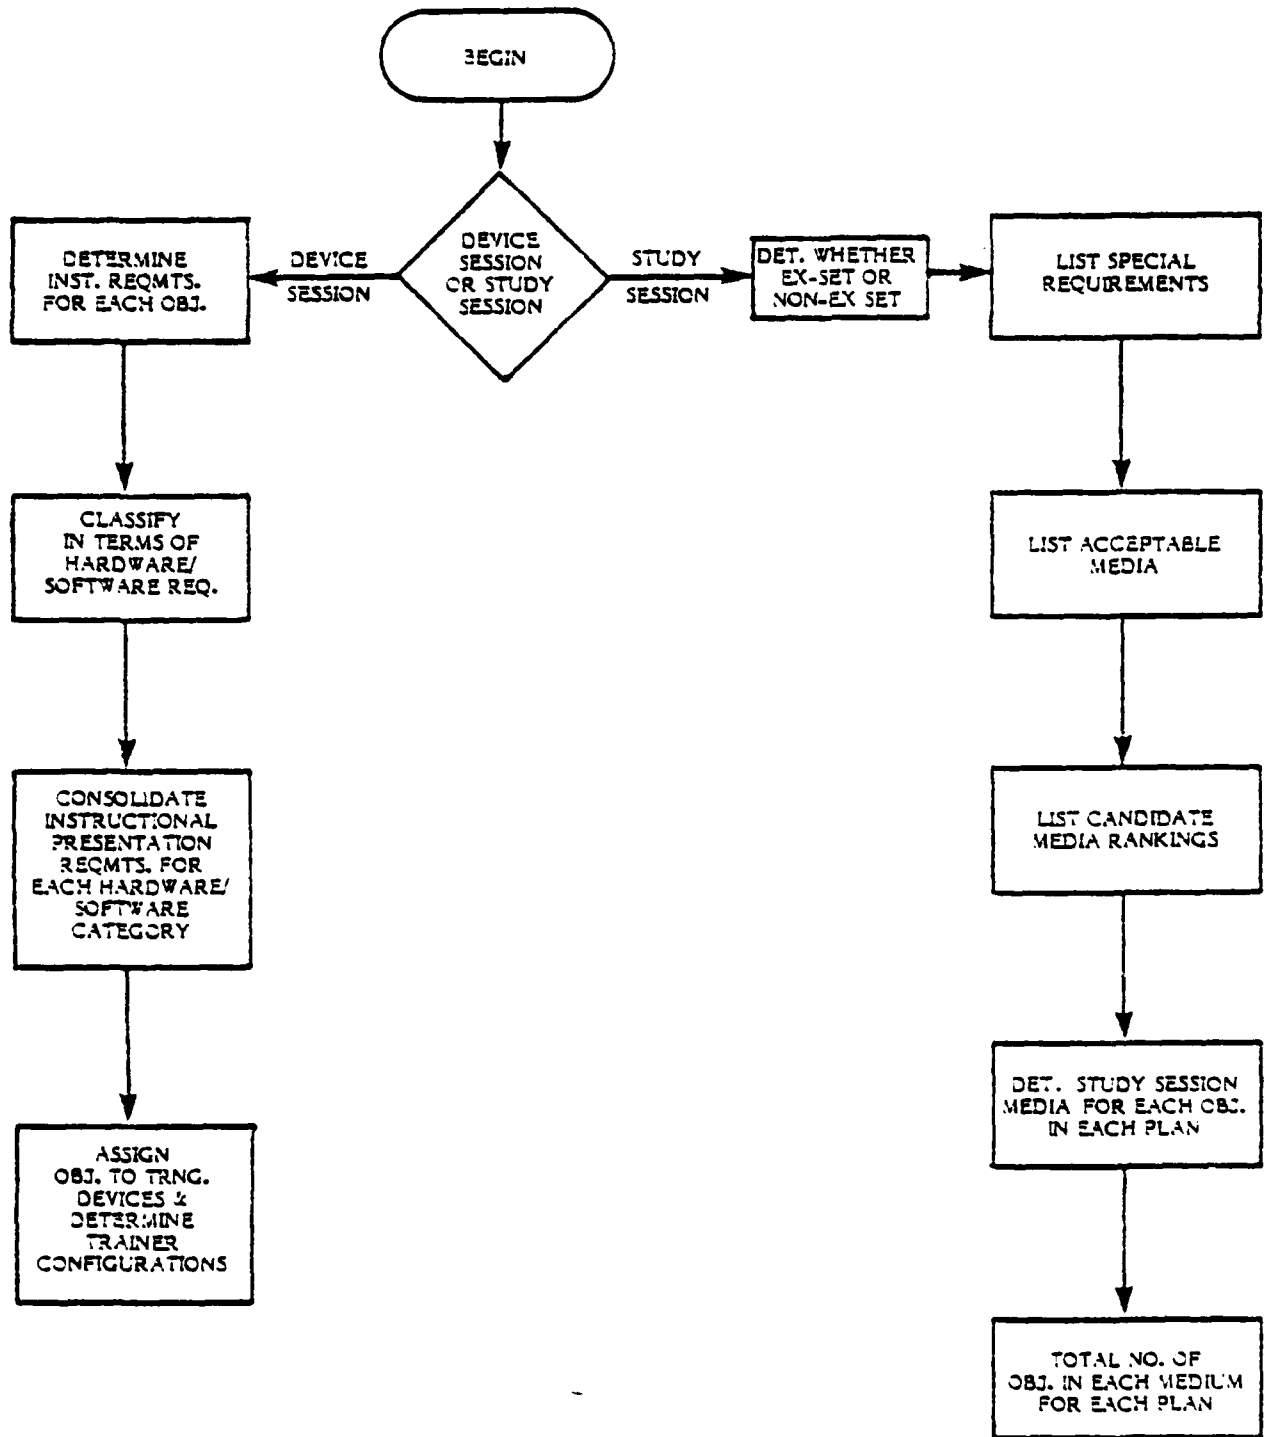 BEGIN
DEVICE
SESSION
OR STUDY
SESSION
DEVICE
SESSION
DETERMINE
INST. REQMTS.
FOR EACH OBJ.
CLASSIFY
IN TERMS OF
HARDWARE/
SOFTWARE REQ.
CONSOLIDATE
INSTRUCTIONAL
PRESENTATION
REQMTS. FOR
EACH HARDWARE/
SOFTWARE
CATEGORY
ASSIGN
OBJ. TO TRNG.
DEVICES &
DETERMINE
TRAINER
CONFIGURATIONS
STUDY
SESSION
DET. WHETHER
EX-SET OR
NON-EX SET
LIST SPECIAL
REQUIREMENTS
LIST ACCEPTABLE
MEDIA
LIST CANDIDATE
MEDIA RANKINGS
DET. STUDY SESSION
MEDIA FOR EACH OBJ.
IN EACH PLAN
TOTAL NO. OF
OBJ. IN EACH MEDIUM
FOR EACH PLAN